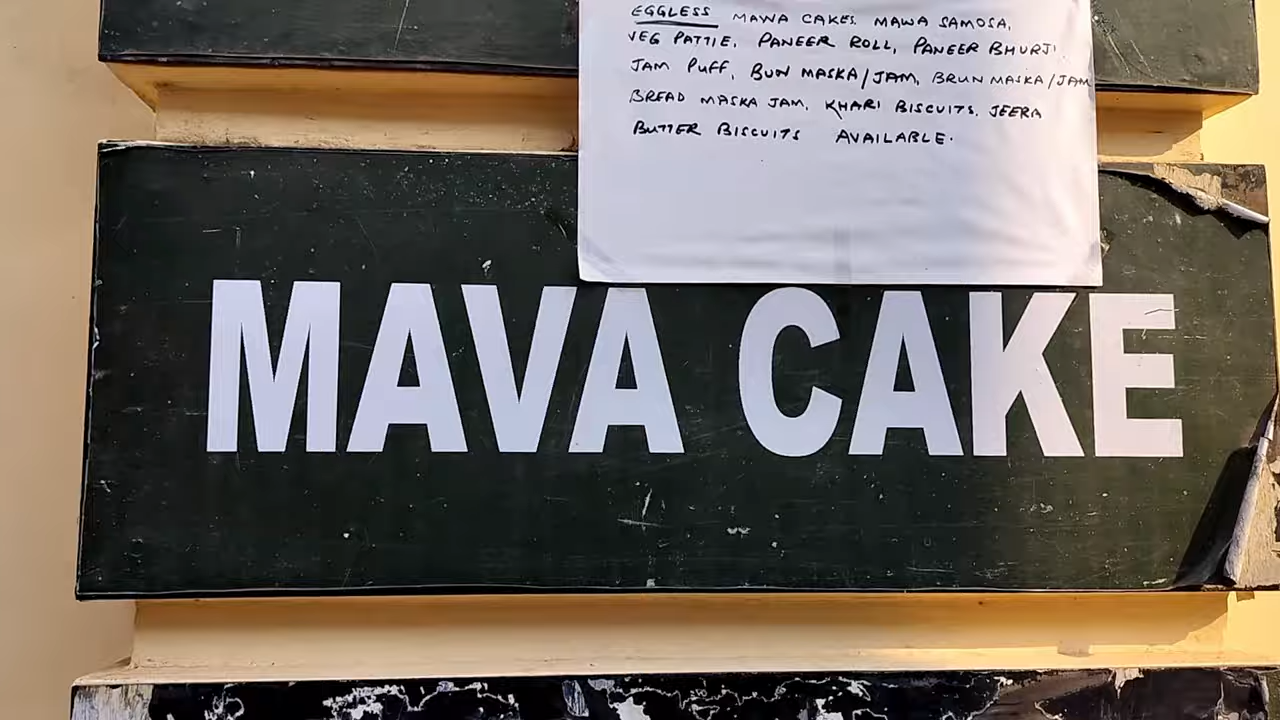 EGGLESS MAWA CAKES, MAWA SAMOSA,
VEG PATTIE, PANEER ROLL, PANEER BHURJI
JAM PUFF, BUN MASKA/JAM, BRUN MASKA/JAM
BREAD MASKA JAM, KHARI BISCUITS, JEERA
BUTTER BISCUITS AVAILABLE.
MAVA CAKE